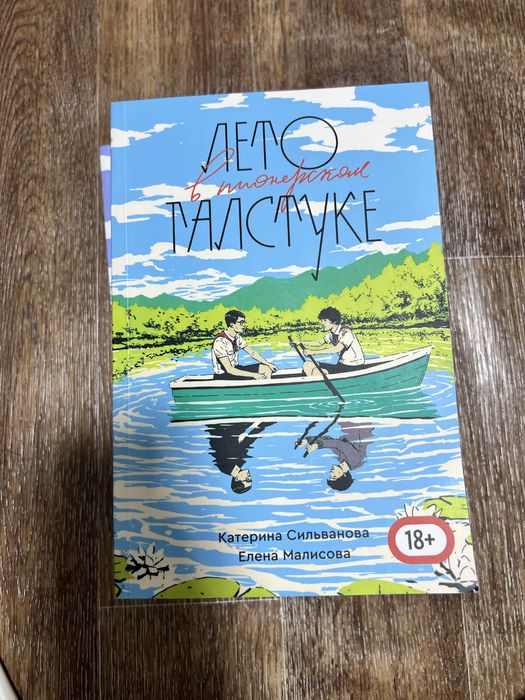 ЛЕТО
в пионерском
ГАЛСТУКЕ
Катерина Сильванова
Елена Малисова
18+